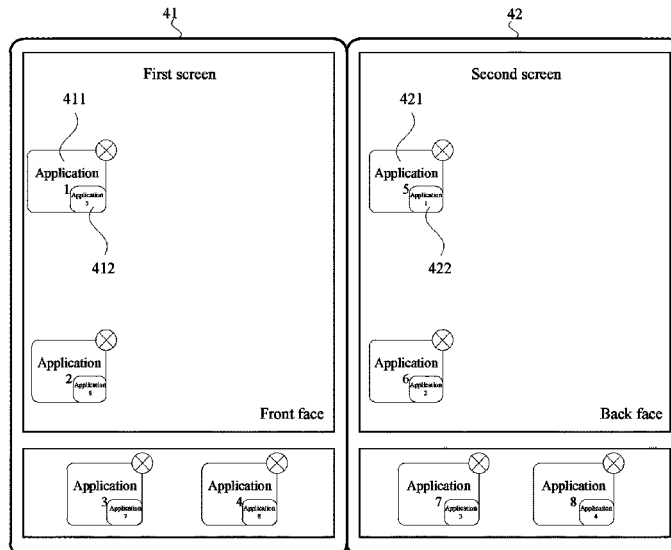 41
42
First screen
Second screen
411
421
Application
1
Application
5
412
Application
5
Application
1
422
Application
2
Application
6
Application
6
Application
2
Front face
Back face
Application
3
Application
7
Application
4
Application
8
Application
7
Application
3
Application
8
Application
4